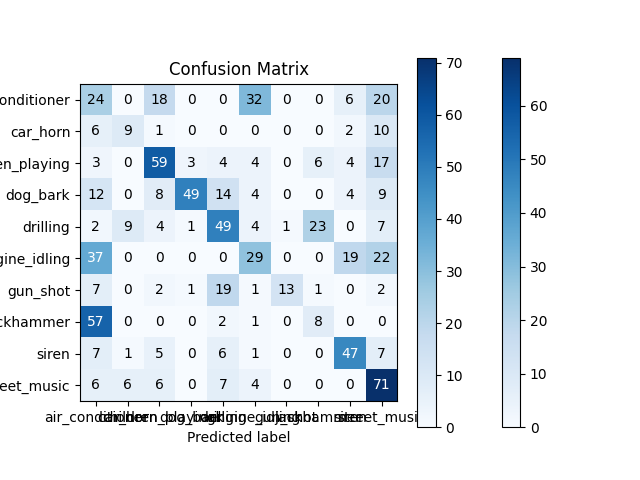 Confusion Matrix
onditioner 24 0 18 0 0 32 0 0 6 20
car_horn 6 9 1 0 0 0 0 0 2 10
en_playing 3 0 59 3 4 4 0 6 4 17
dog_bark 12 0 8 49 14 4 0 0 4 9
drilling 2 9 4 1 49 4 1 23 0 7
gine_idling 37 0 0 0 0 29 0 0 19 22
gun_shot 7 0 2 1 19 1 13 1 0 2
ckhammer 57 0 0 0 2 1 0 8 0 0
siren 7 1 5 0 6 1 0 0 47 7
eet_music 6 6 6 0 7 4 0 0 0 71
Predicted label
70
60
50
40
30
20
10
0
60
50
40
30
20
10
0